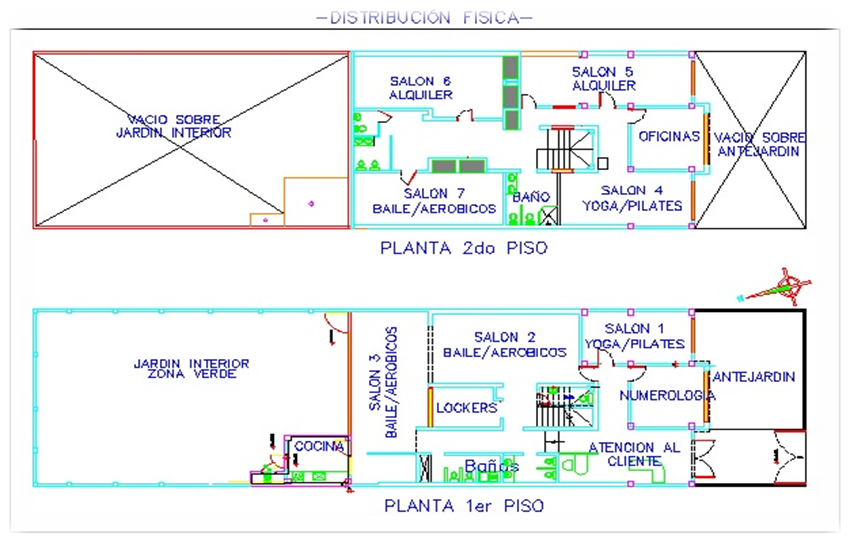 —DISTRIBUCIÓN FISICA—
SALON 6
ALQUILER
SALON 5
ALQUILER
VACIO SOBRE
JARDIN INTERIOR
OFICINAS
VACIO SOBRE
ANTEJARDIN
SALON 7
BAILE/AEROBICOS
BAÑO
SALON 4
YOGA/PILATES
PLANTA 2do PISO
JARDIN INTERIOR
ZONA VERDE
SALON 3
BAILE/AEROBICOS
SALON 2
BAILE/AEROBICOS
SALON 1
YOGA/PILATES
LOCKERS
NUMEROLOGIA
ANTEJARDIN
COCINA
Baños
ATENCION AL
CLIENTE
PLANTA 1er PISO